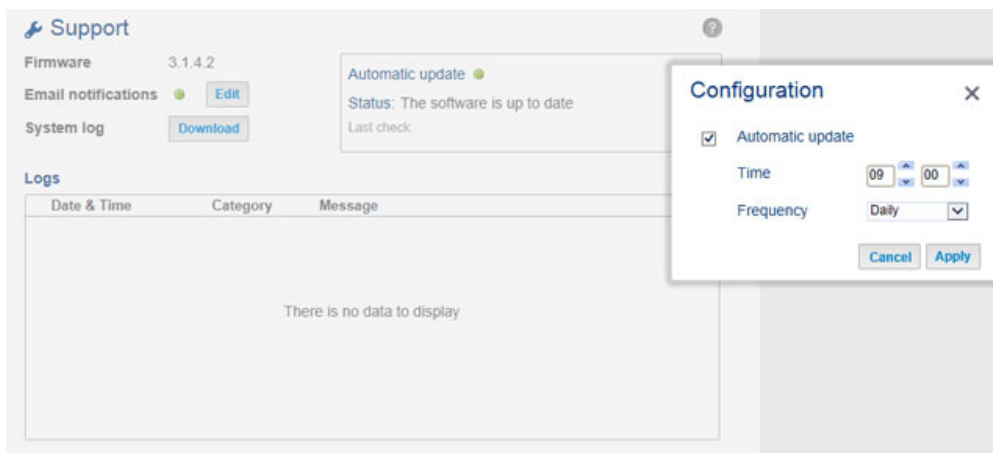 Support
?
Firmware 3.1.4.2
Email notifications Edit
System log Download
Automatic update
Status: The software is up to date
Last check:
Logs
Date & Time Category Message
There is no data to display
Configuration
Automatic update
Time 09 00
Frequency Daily
Cancel Apply